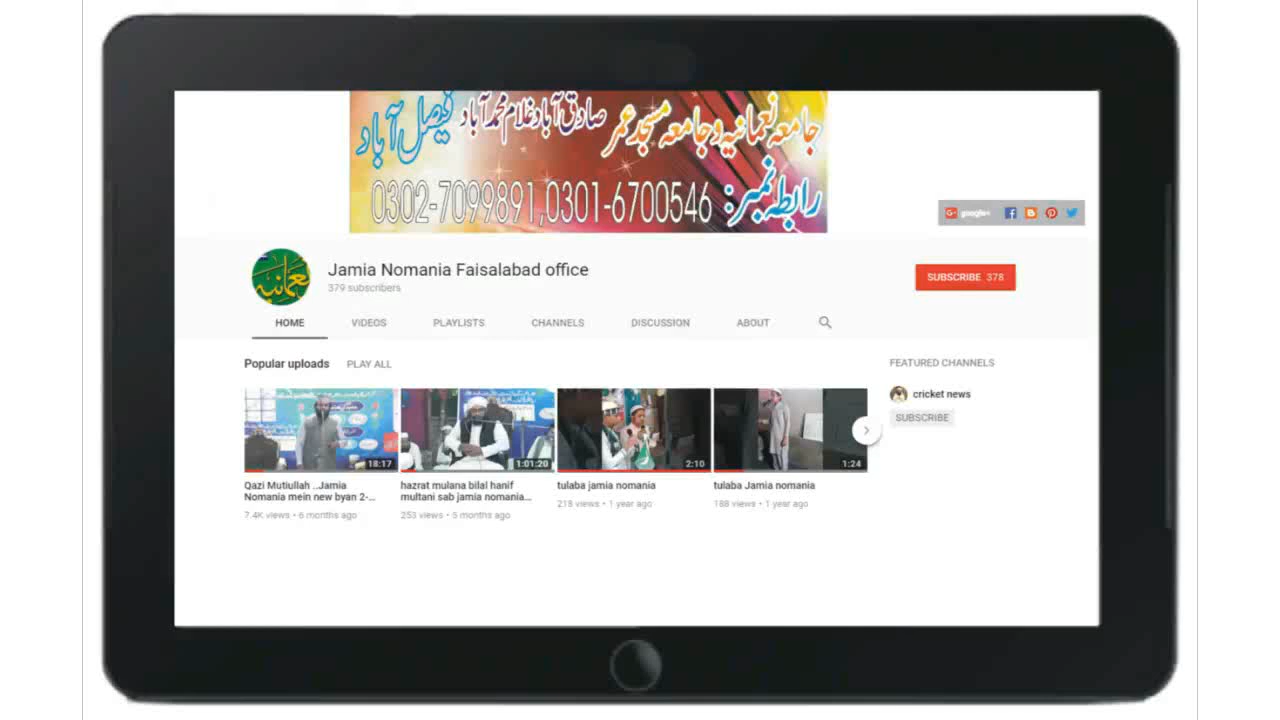 جامعہ نعمانیہ و جامعہ مسجد عمر صادق آباد غلام محمد آباد فیصل آباد
رابطہ نمبر: 0302-7099891,0301-6700546
google+
نعمانیہ
Jamia Nomania Faisalabad office
379 subscribers
SUBSCRIBE 378
HOME VIDEOS PLAYLISTS CHANNELS DISCUSSION ABOUT
Popular uploads PLAY ALL
FEATURED CHANNELS
cricket news
SUBSCRIBE
18:17 1:01:20 2:10 1:24
Qazi Mutiullah ..Jamia
Nomania mein new byan 2-...
7.4K views • 6 months ago
hazrat mulana bilal hanif
multani sab jamia nomania...
253 views • 5 months ago
tulaba jamia nomania
218 views • 1 year ago
tulaba Jamia nomania
188 views • 1 year ago